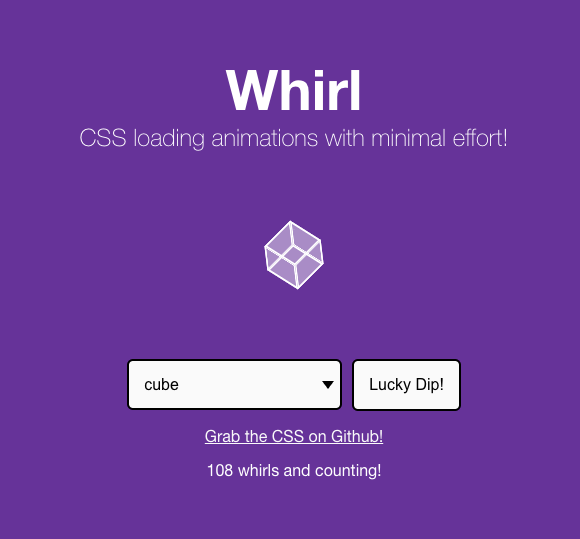 Whirl
CSS loading animations with minimal effort!
cube
Lucky Dip!
Grab the CSS on Github!
108 whirls and counting!